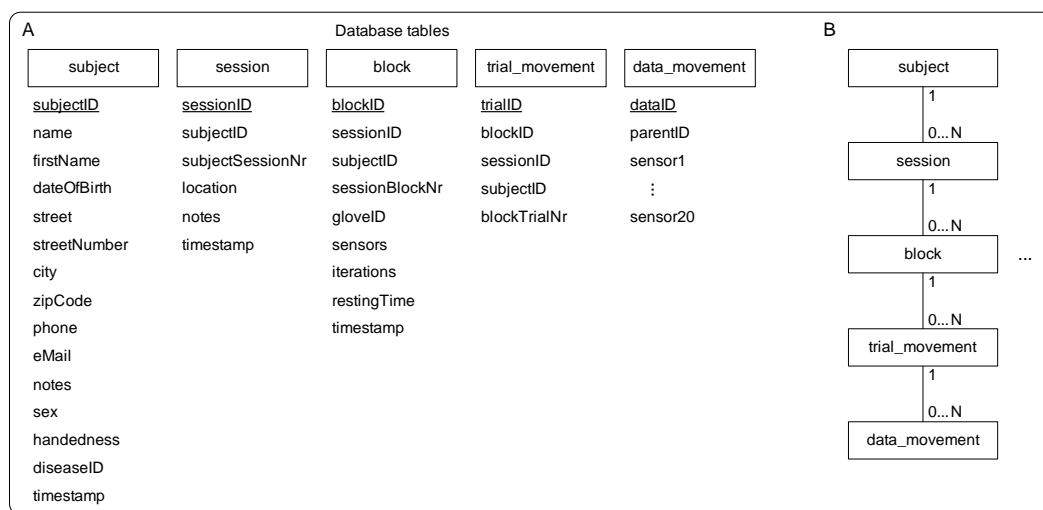 A
Database tables
subject
subjectID
name
firstName
dateOfBirth
street
streetNumber
city
zipCode
phone
eMail
notes
sex
handedness
diseaseID
timestamp
session
sessionID
subjectID
subjectSessionNr
location
notes
timestamp
block
blockID
sessionID
subjectID
sessionBlockNr
gloveID
sensors
iterations
restingTime
timestamp
trial_movement
trialID
blockID
sessionID
subjectID
blockTrialNr
data_movement
dataID
parentID
sensor1
⋮
sensor20
B
subject
1
0...N
session
1
0...N
block
...
1
0...N
trial_movement
1
0...N
data_movement